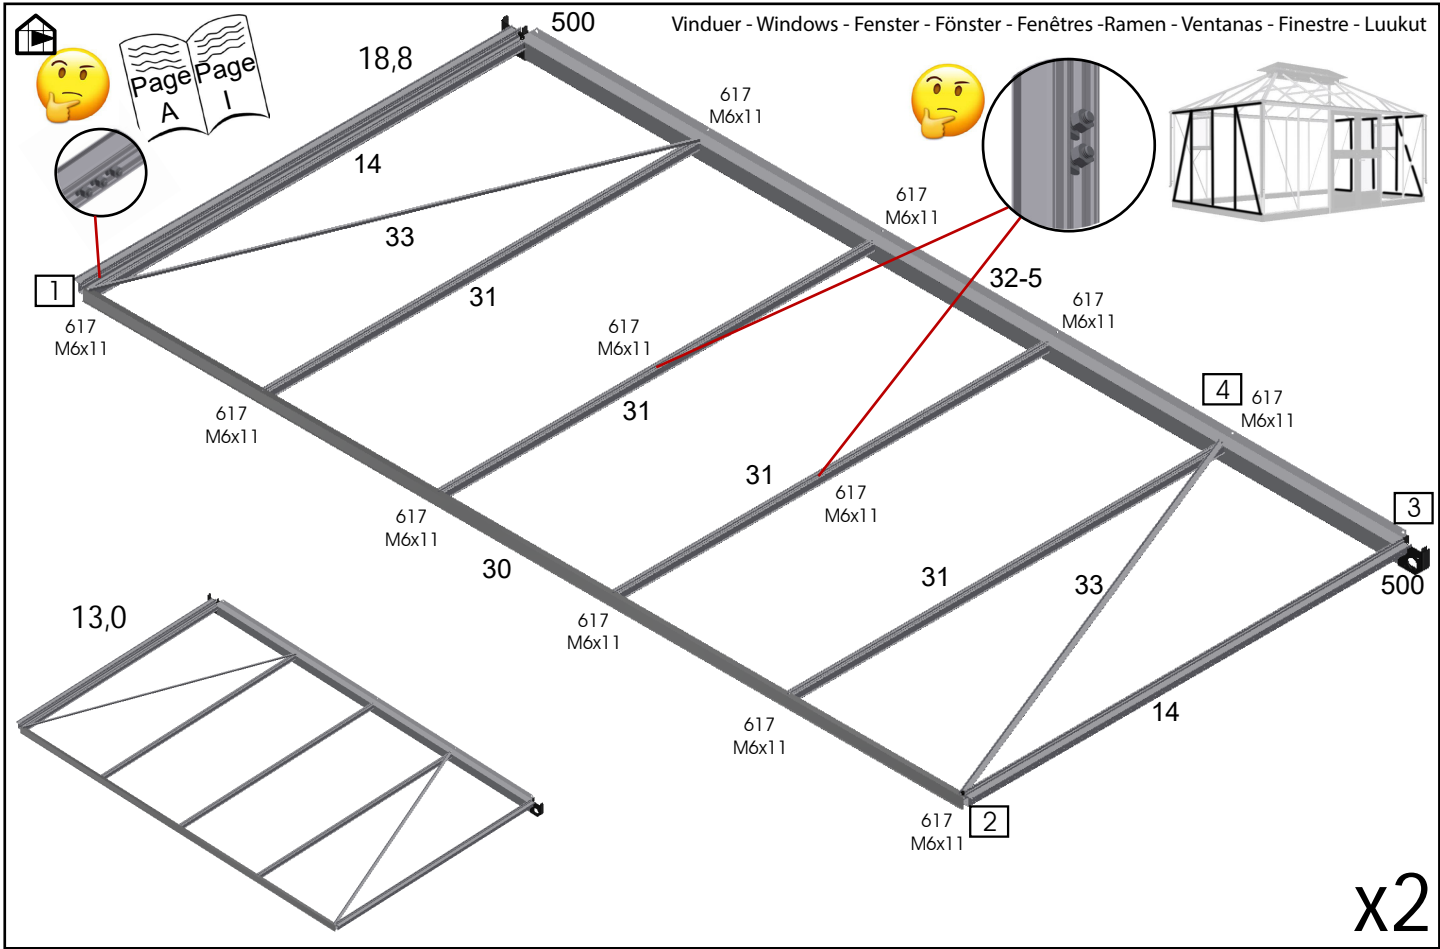 Vinduer - Windows - Fenster - Fönster - Fenêtres -Ramen - Ventanas - Finestre - Luukut
Page
A
Page
I
18,8
500
14
33
31
617
M6x11
617
M6x11
32-5
617
M6x11
4
617
M6x11
3
500
1
617
M6x11
617
M6x11
31
617
M6x11
31
617
M6x11
617
M6x11
30
31
33
617
M6x11
14
617
M6x11
617
M6x11
2
13,0
x2